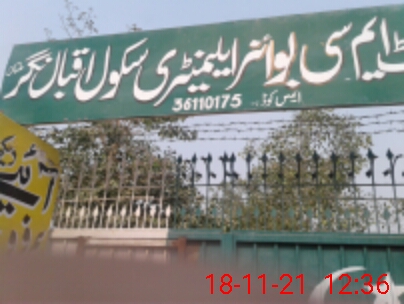 ٹ ایم سی بوائز ایلیمنٹری سکول اقبال نگر
ایس کوڈ 36110175
18-11-21 12:36